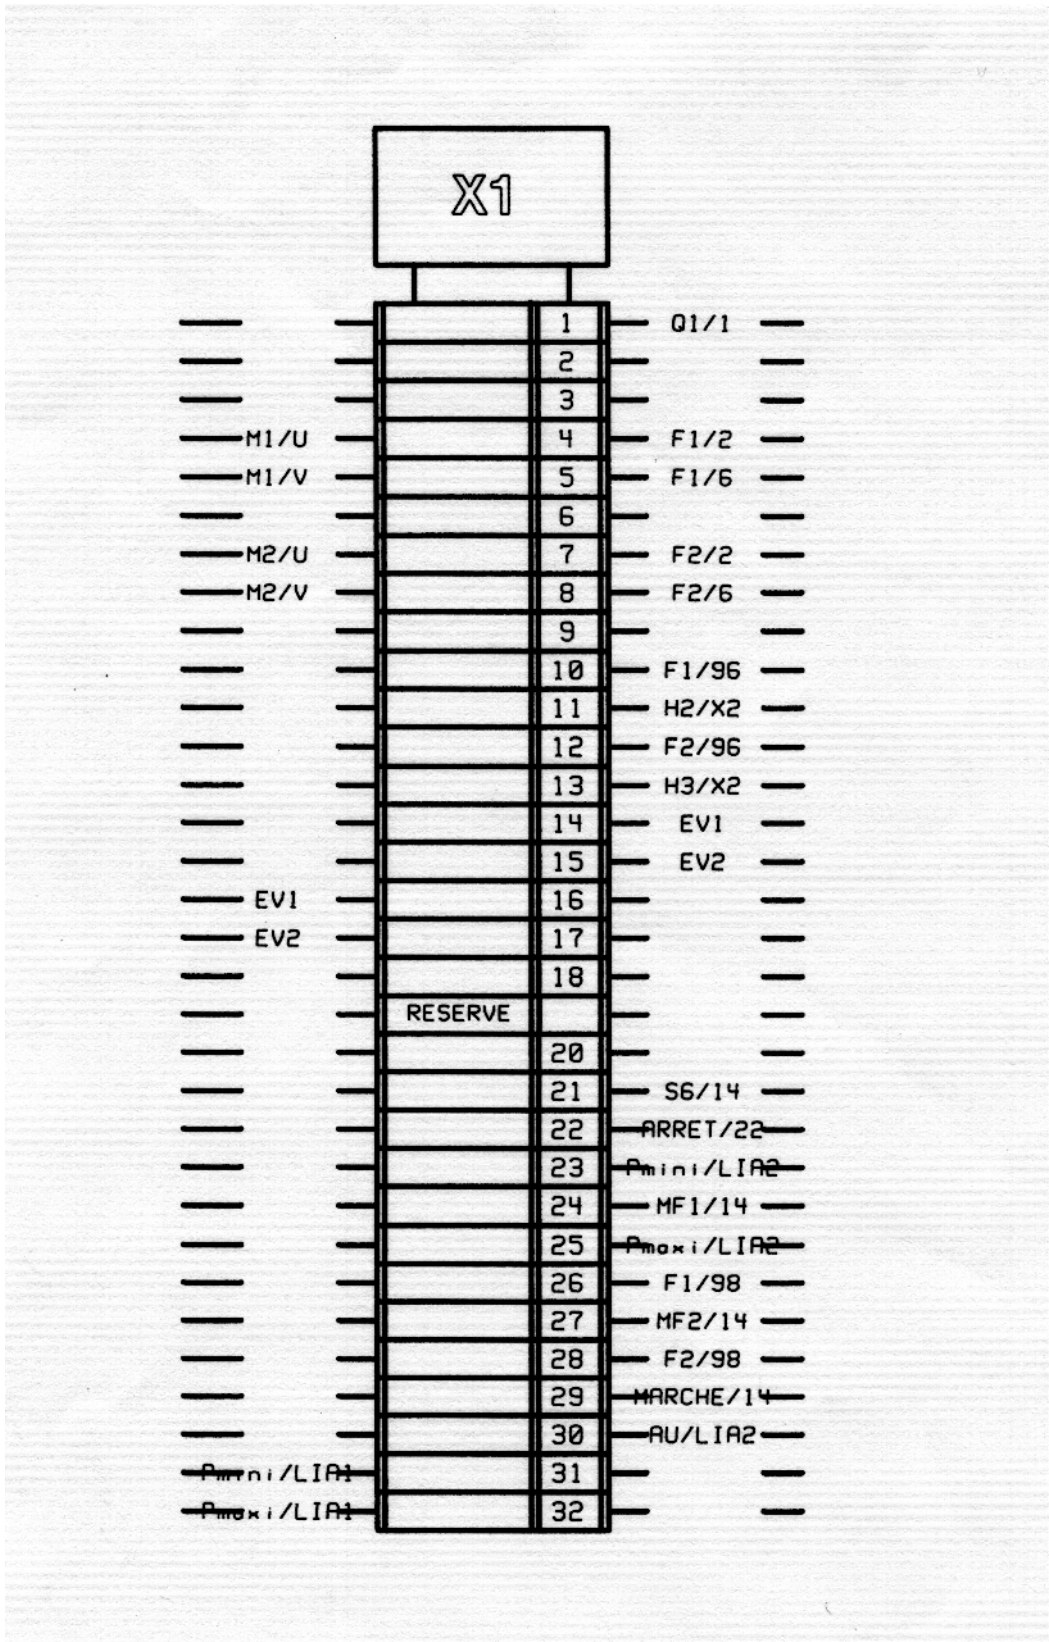 X1
1 Q1/1
2
3
M1/U 4 F1/2
M1/V 5 F1/6
6
M2/U 7 F2/2
M2/V 8 F2/6
9
10 F1/96
11 H2/X2
12 F2/96
13 H3/X2
14 EV1
15 EV2
EV1 16
EV2 17
18
RESERVE
20
21 S6/14
22 ARRET/22
23 Pmini/LIA2
24 MF1/14
25 Pmaxi/LIA2
26 F1/98
27 MF2/14
28 F2/98
29 MARCHE/14
30 AU/LIA2
Pmini/LIA1 31
Pmaxi/LIA1 32